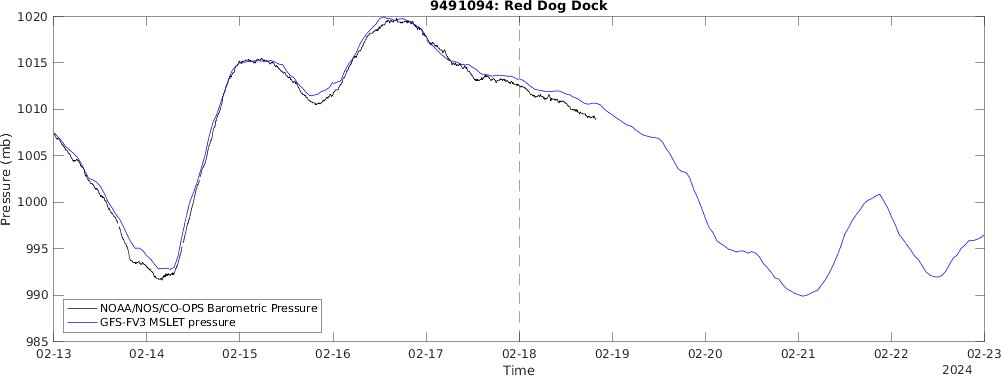 9491094: Red Dog Dock
1020
1015
1010
1005
1000
995
990
985
Pressure (mb)
NOAA/NOS/CO-OPS Barometric Pressure
GFS-FV3 MSLET pressure
02-13 02-14 02-15 02-16 02-17 02-18 02-19 02-20 02-21 02-22 02-23
Time
2024